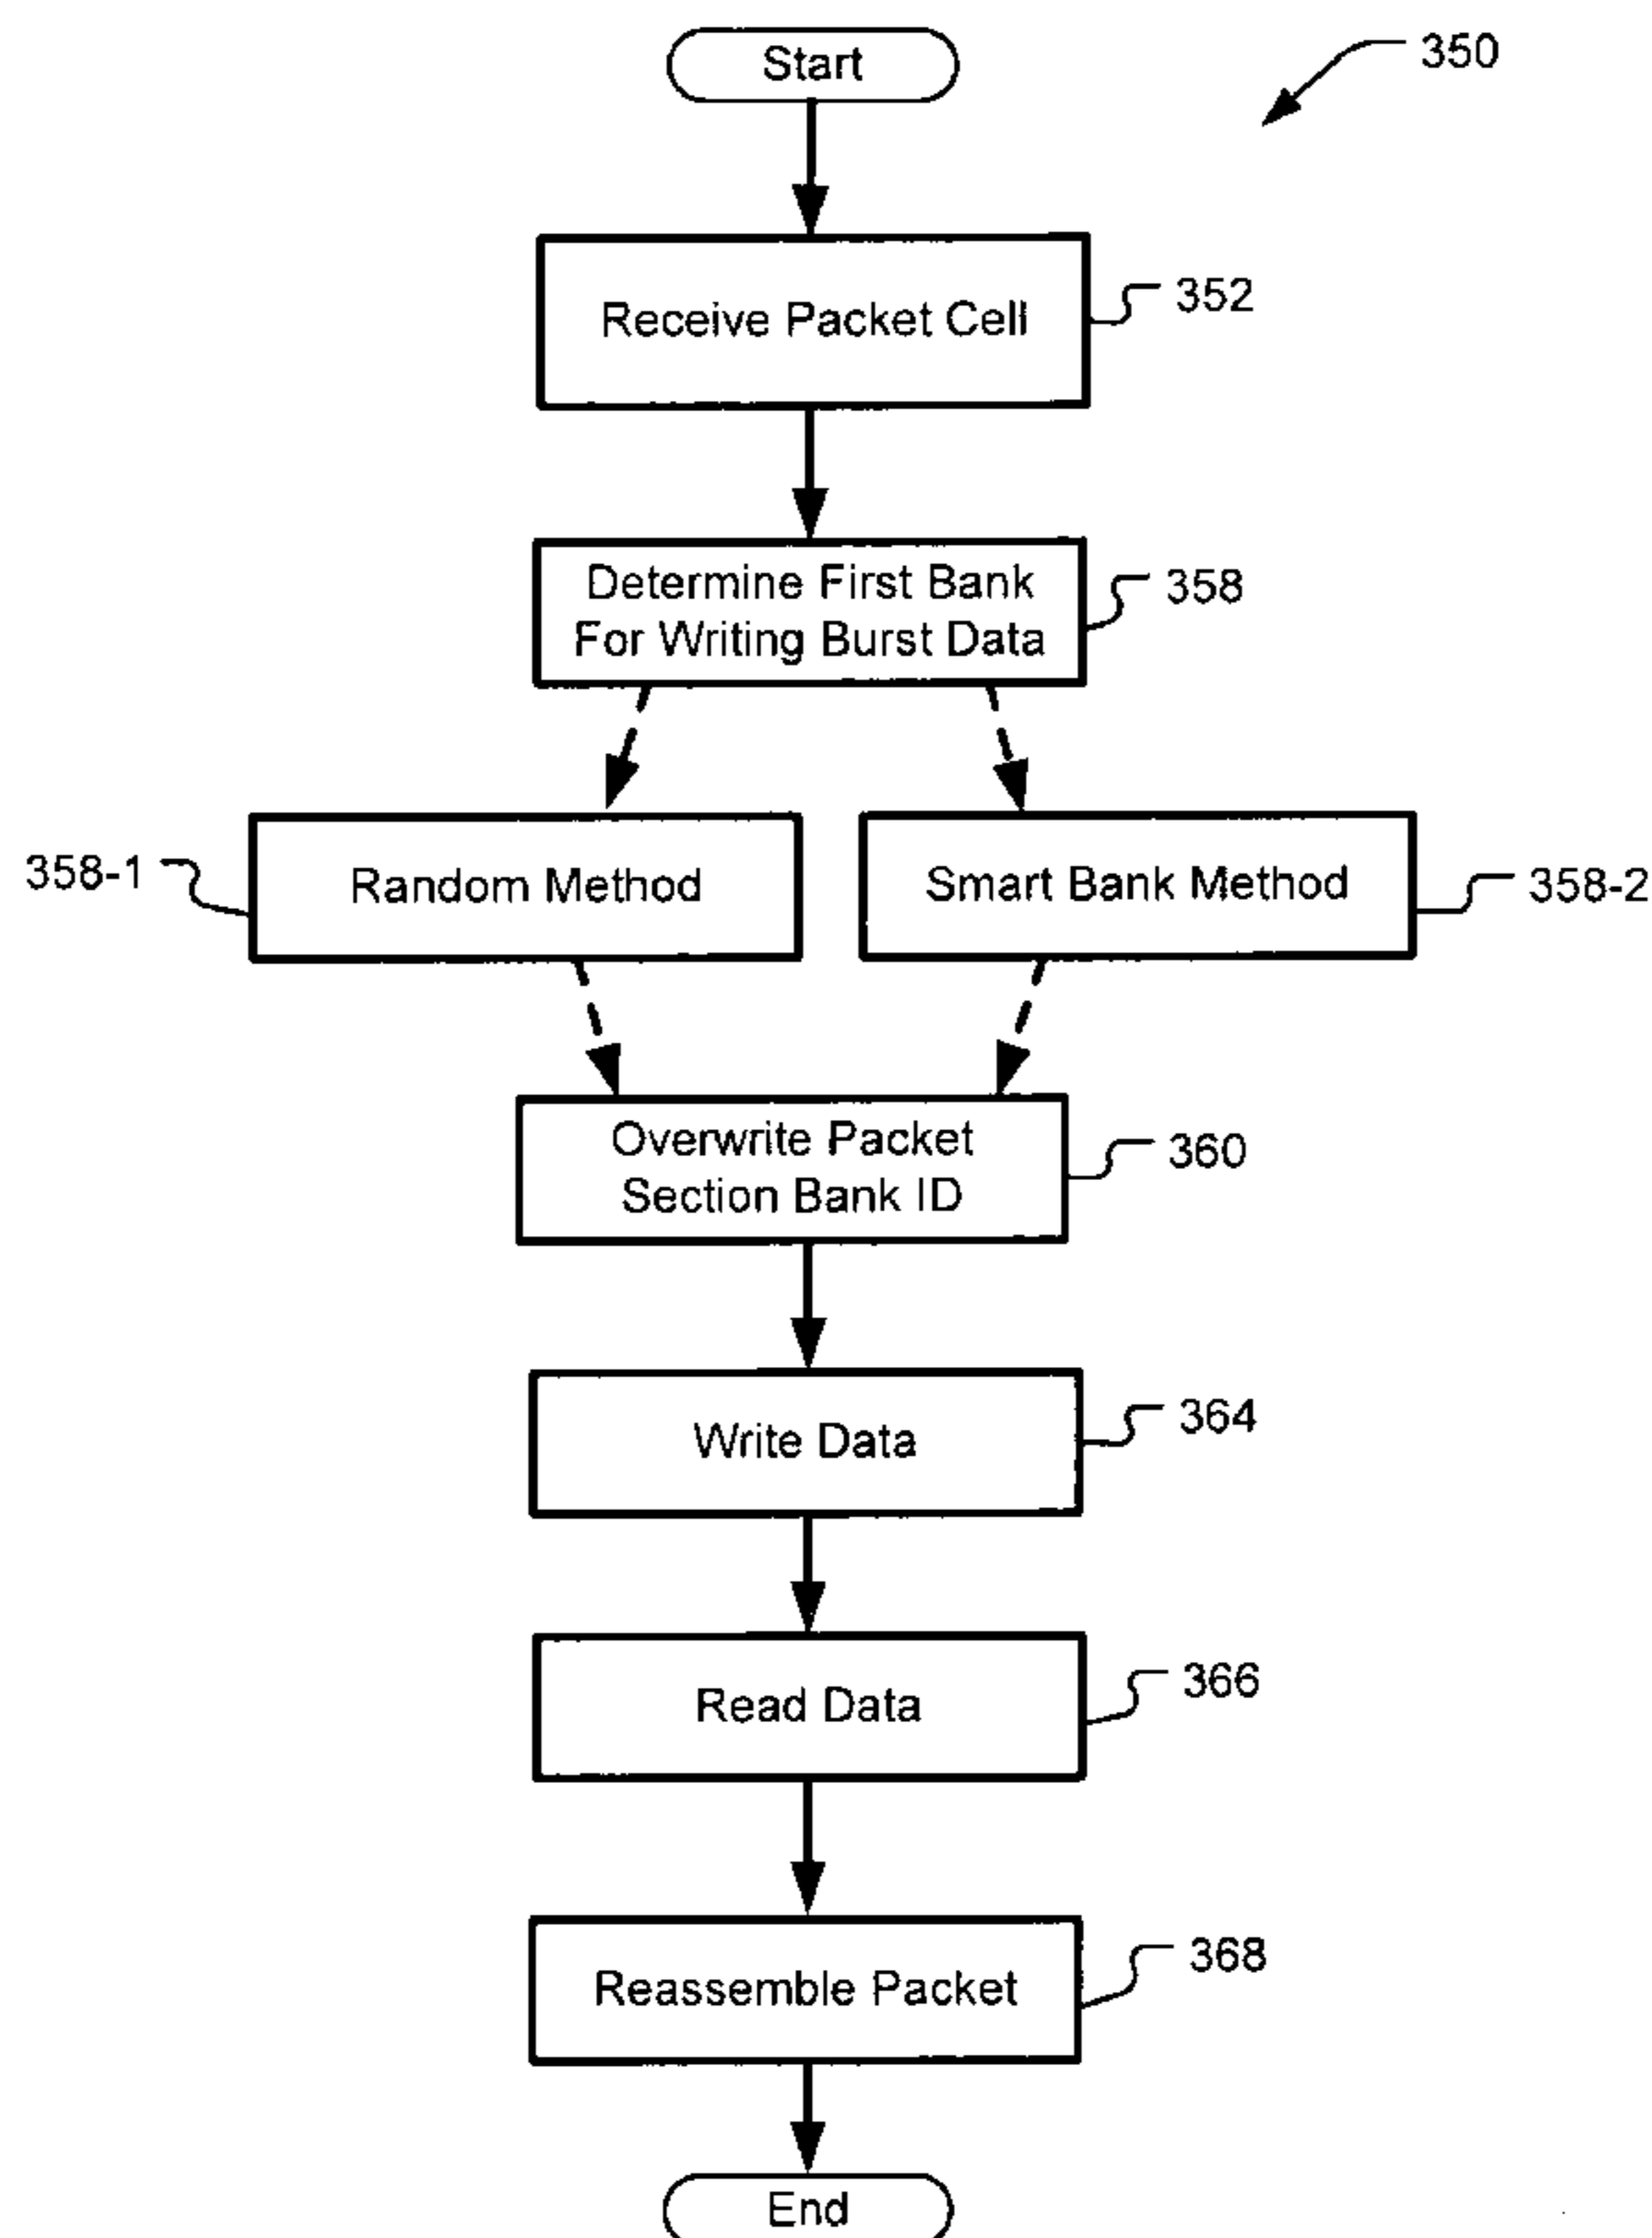 Start
350
Receive Packet Cell
352
Determine First Bank
For Writing Burst Data
358
358-1
Random Method
Smart Bank Method
358-2
Overwrite Packet
Section Bank ID
360
Write Data
364
Read Data
366
Reassemble Packet
368
End